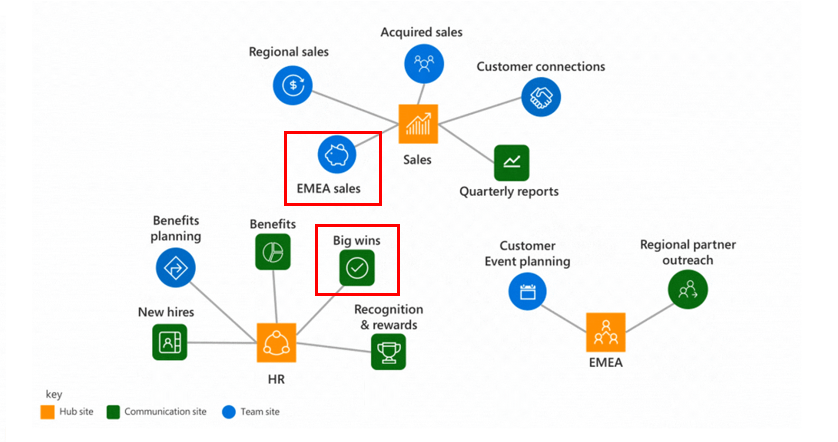 Acquired sales
Regional sales
Customer connections
$
Sales
EMEA sales
Quarterly reports
Benefits
planning
Benefits
Big wins
New hires
Recognition
& rewards
HR
Customer
Event planning
Regional partner
outreach
EMEA
key
Hub site
Communication site
Team site